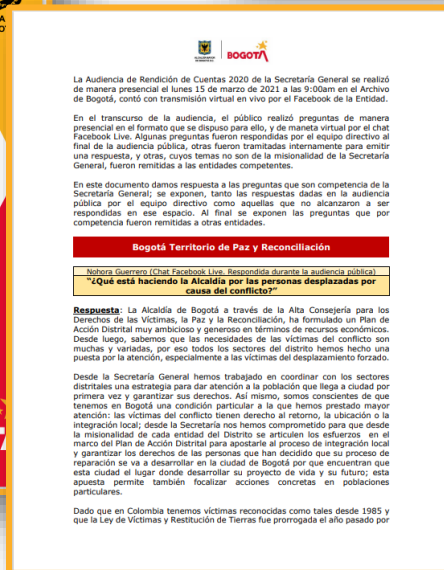 BOGOTÁ
La Audiencia de Rendición de Cuentas 2020 de la Secretaría General se realizó
de manera presencial el lunes 15 de marzo de 2021 a las 9:00am en el Archivo
de Bogotá, contó con transmisión virtual en vivo por el Facebook de la Entidad.
En el transcurso de la audiencia, el público realizó preguntas de manera
presencial en el formato que se dispuso para ello, y de maneta virtual por el chat
Facebook Live. Algunas preguntas fueron respondidas por el equipo directivo al
final de la audiencia pública, otras fueron tramitadas internamente para emitir
una respuesta, y otras, cuyos temas no son de la misionalidad de la Secretaría
General, fueron remitidas a las entidades competentes.
En este documento damos respuesta a las preguntas que son competencia de la
Secretaría General; se exponen, tanto las respuestas dadas en la audiencia
pública por el equipo directivo como aquellas que no alcanzaron a ser
respondidas en ese espacio. Al final se exponen las preguntas que por
competencia fueron remitidas a otras entidades.
Bogotá Territorio de Paz y Reconciliación
Nohora Guerrero (Chat Facebook Live. Respondida durante la audiencia pública)
"¿Qué está haciendo la Alcaldía por las personas desplazadas por
causa del conflicto?"
Respuesta: La Alcaldía de Bogotá a través de la Alta Consejería para los
Derechos de las Víctimas, la Paz y la Reconciliación, ha formulado un Plan de
Acción Distrital muy ambicioso y generoso en términos de recursos económicos.
Desde luego, sabemos que las necesidades de las víctimas del conflicto son
muchas y variadas, por eso todos los sectores del distrito hemos hecho una
puesta por la atención, especialmente a las víctimas del desplazamiento forzado.
Desde la Secretaría General hemos trabajado en coordinar con los sectores
distritales una estrategia para dar atención a la población que llega a ciudad por
primera vez y garantizar sus derechos. Así mismo, somos conscientes de que
tenemos en Bogotá una condición particular a la que hemos prestado mayor
atención: las víctimas del conflicto tienen derecho al retorno, la ubicación o la
integración local; desde la Secretaría nos hemos comprometido para que desde
la misionalidad de cada entidad del Distrito se articulen los esfuerzos en el
marco del Plan de Acción Distrital para apostarle al proceso de integración local
y garantizar los derechos de las personas que han decidido que su proceso de
reparación se va a desarrollar en la ciudad de Bogotá por que encuentran que
esta ciudad el lugar donde desarrollar su proyecto de vida y su futuro; esta
apuesta permite también focalizar acciones concretas en poblaciones
particulares.
Dado que en Colombia tenemos víctimas reconocidas como tales desde 1985 y
que la Ley de Víctimas y Restitución de Tierras fue prorrogada el año pasado por